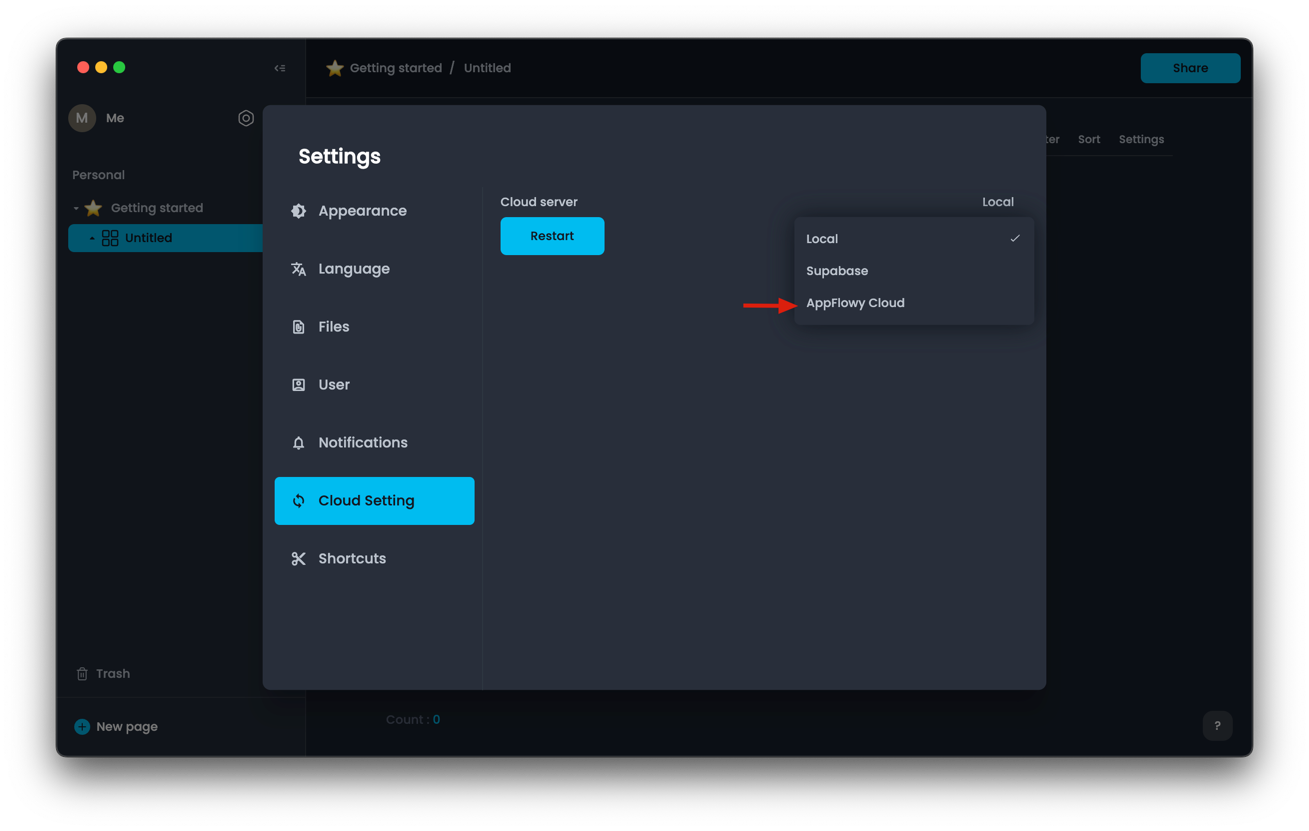 Getting started / Untitled
Share
M Me
Personal
Getting started
Untitled
Trash
New page
Settings
Appearance
Language
Files
User
Notifications
Cloud Setting
Shortcuts
Cloud server
Local
Restart
Local
Supabase
AppFlowy Cloud
ter Sort Settings
Count : 0
?